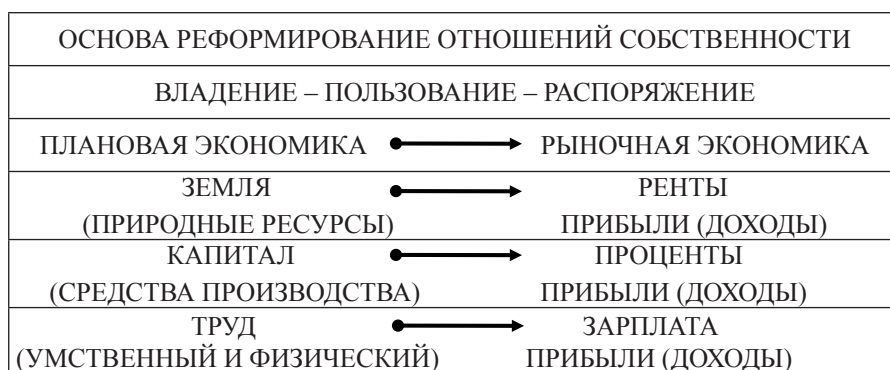 ОСНОВА РЕФОРМИРОВАНИЕ ОТНОШЕНИЙ СОБСТВЕННОСТИ
ВЛАДЕНИЕ – ПОЛЬЗОВАНИЕ – РАСПОРЯЖЕНИЕ
ПЛАНОВАЯ ЭКОНОМИКА РЫНОЧНАЯ ЭКОНОМИКА
ЗЕМЛЯ РЕНТЫ
(ПРИРОДНЫЕ РЕСУРСЫ) ПРИБЫЛИ (ДОХОДЫ)
КАПИТАЛ ПРОЦЕНТЫ
(СРЕДСТВА ПРОИЗВОДСТВА) ПРИБЫЛИ (ДОХОДЫ)
ТРУД ЗАРПЛАТА
(УМСТВЕННЫЙ И ФИЗИЧЕСКИЙ) ПРИБЫЛИ (ДОХОДЫ)